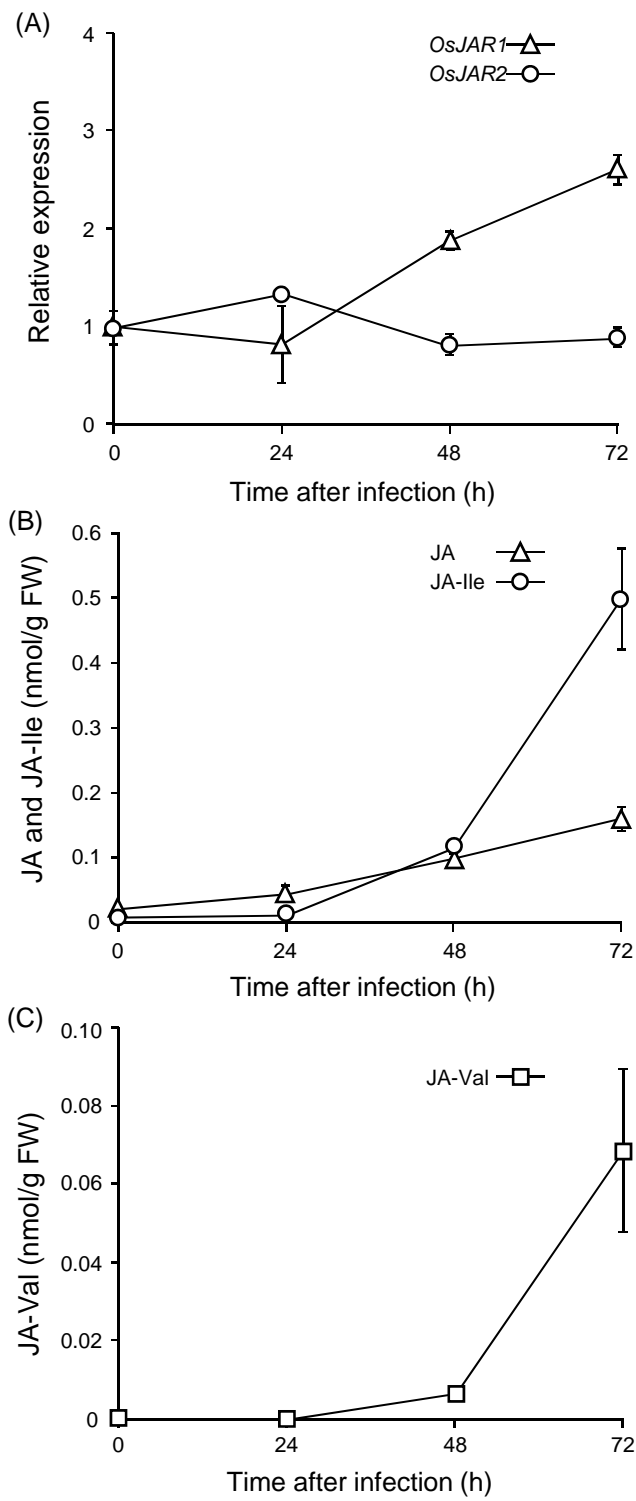 (A)
4
3
2
1
0
Relative expression
OsJAR1
OsJAR2
0 24 48 72
Time after infection (h)
(B)
0.6
0.5
0.4
0.3
0.2
0.1
0
JA and JA-Ile (nmol/g FW)
JA
JA-Ile
0 24 48 72
Time after infection (h)
(C)
0.10
0.08
0.06
0.04
0.02
0
JA-Val (nmol/g FW)
JA-Val
0 24 48 72
Time after infection (h)